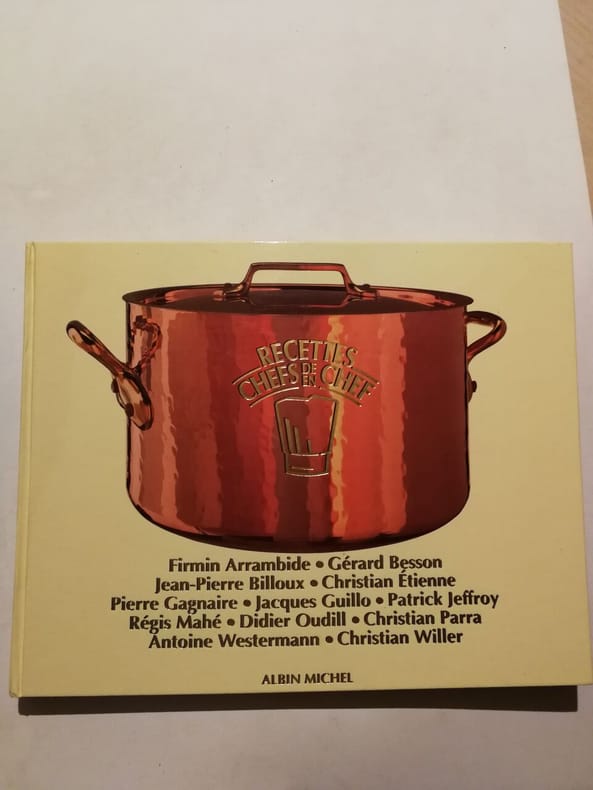 RECETTES
CHEFS DE EN CHEF
Firmin Arrambide • Gérard Besson
Jean-Pierre Billoux • Christian Étienne
Pierre Gagnaire • Jacques Guillo • Patrick Jeffroy
Régis Mahé • Didier Oudill • Christian Parra
Antoine Westermann • Christian Willer
ALBIN MICHEL